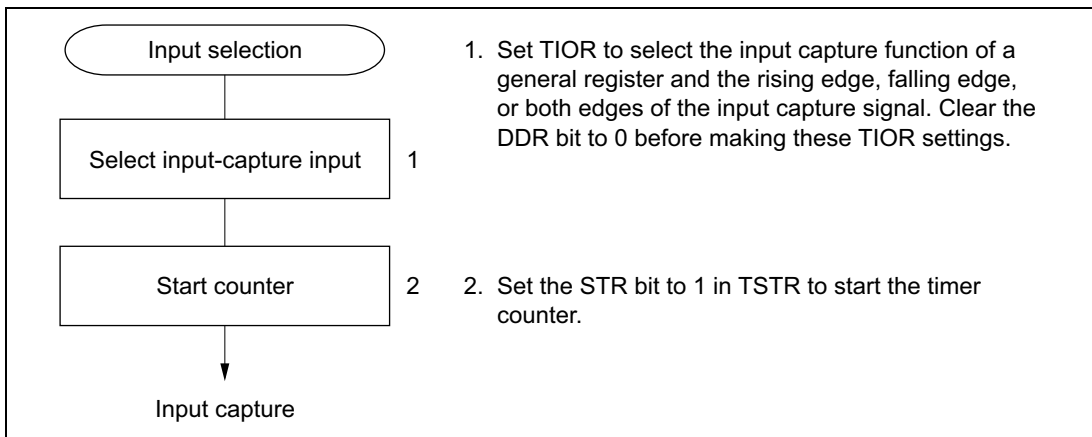 Input selection
Select input-capture input
1
Start counter
2
Input capture
1. Set TIOR to select the input capture function of a
general register and the rising edge, falling edge,
or both edges of the input capture signal. Clear the
DDR bit to 0 before making these TIOR settings.
2. Set the STR bit to 1 in TSTR to start the timer
counter.